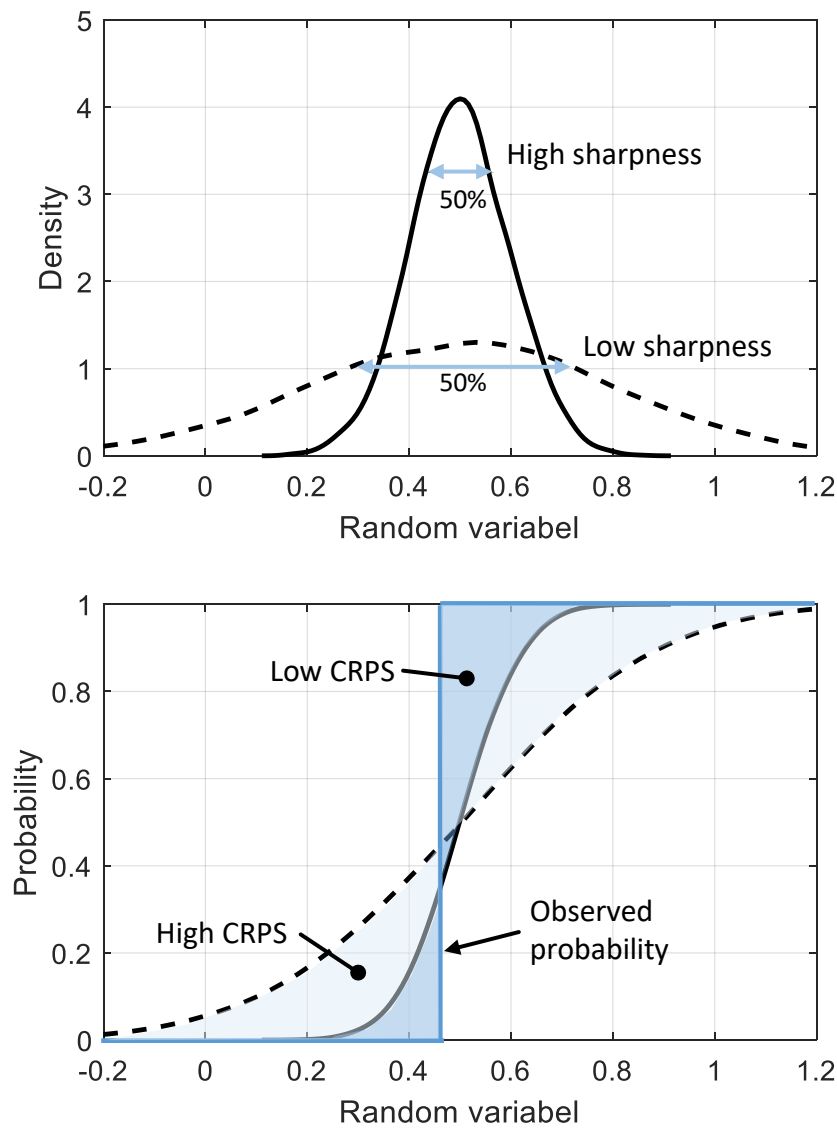 5
4
3
2
1
0
Density
High sharpness
50%
Low sharpness
50%
-0.2 0 0.2 0.4 0.6 0.8 1 1.2
Random variabel
1
0.8
0.6
0.4
0.2
0
Probability
Low CRPS
High CRPS
Observed
probability
-0.2 0 0.2 0.4 0.6 0.8 1 1.2
Random variabel